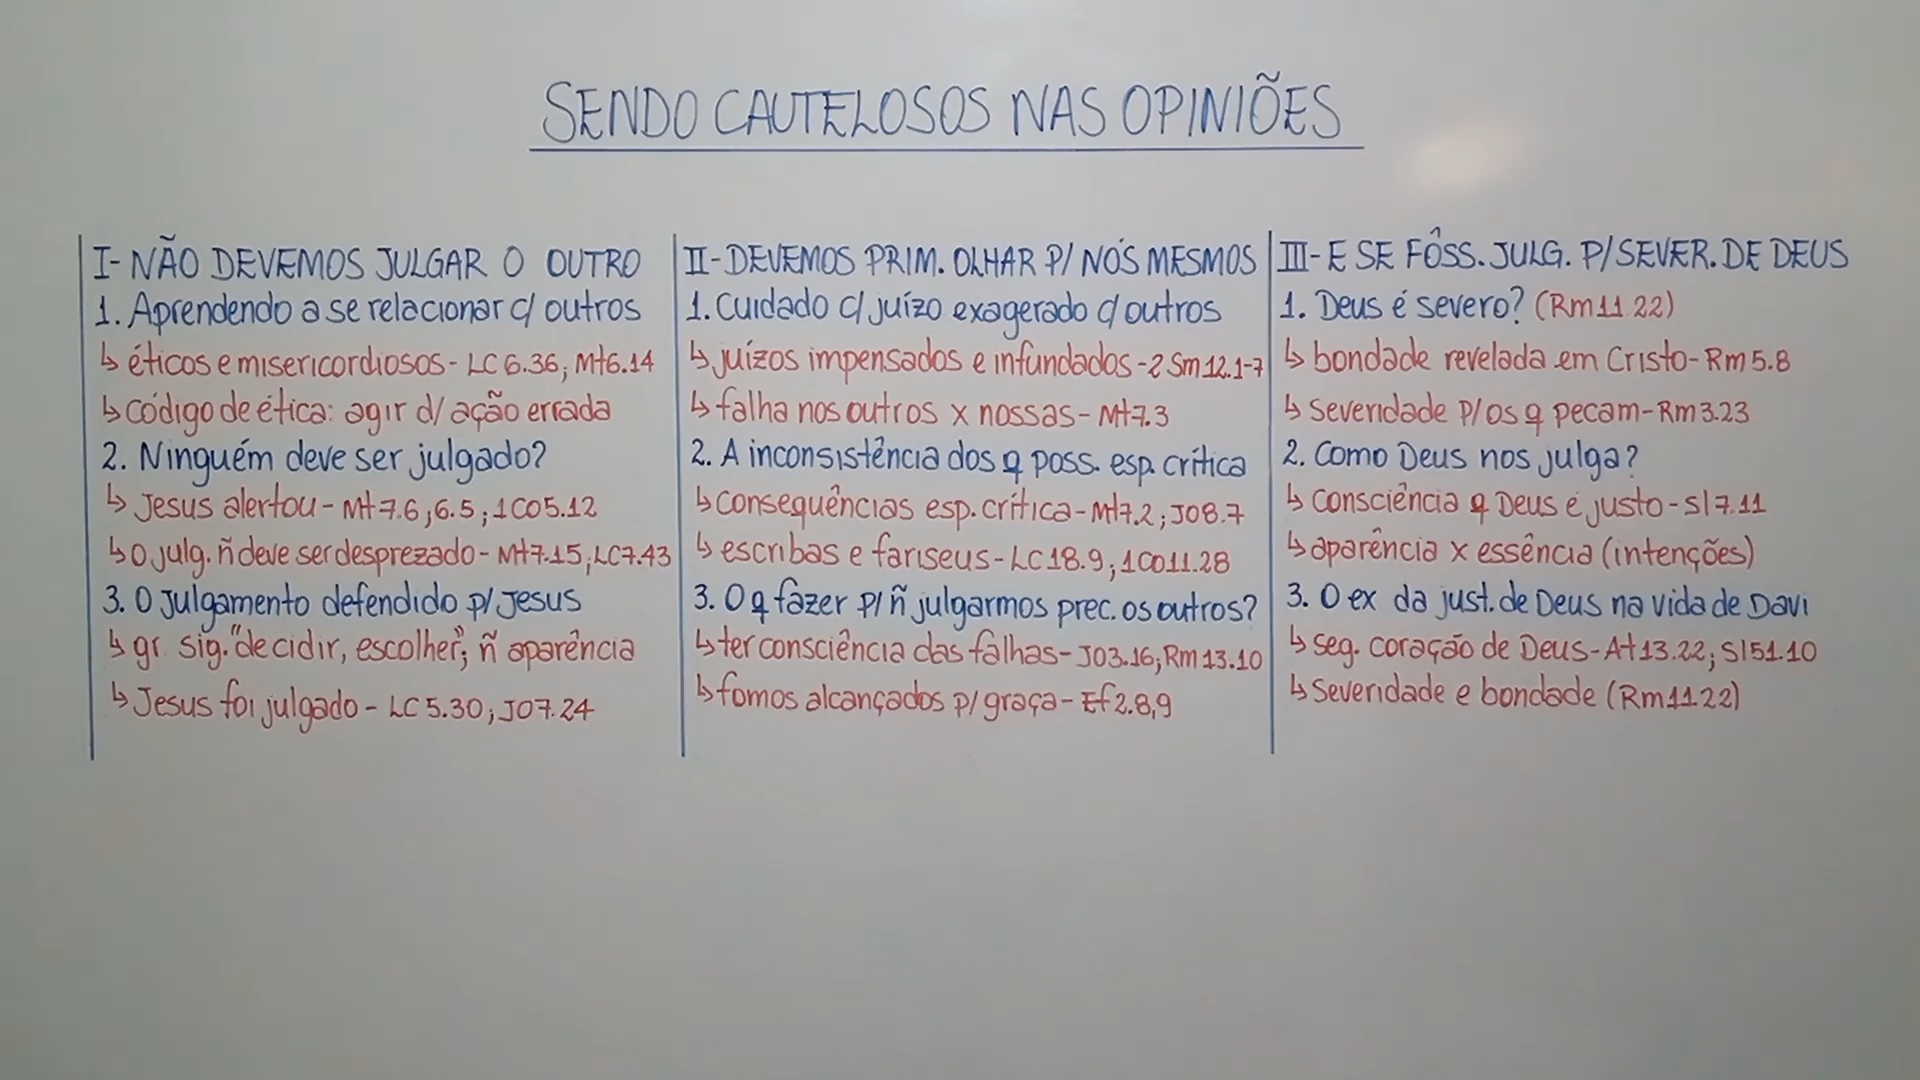 SENDO CAUTELOSOS NAS OPINIÕES
I- NÃO DEVEMOS JULGAR O OUTRO
1. Aprendendo a se relacionar c/ outros
↳ éticos e misericordiosos - LC 6.36; Mt6.14
↳ código de ética: agir d/ ação errada
2. Ninguém deve ser julgado?
↳ Jesus alertou - Mt 7.6; 6.5; 1CO5.12
↳ O julg. ñ deve ser desprezado - Mt7.15; LC7.43
3. O Julgamento defendido p/ Jesus
↳ gr. sig. "decidir, escolher"; ñ aparência
↳ Jesus foi julgado - LC 5.30; JO7.24
II- DEVEMOS PRIM. OLHAR P/ NÓS MESMOS
1. Cuidado c/ juízo exagerado c/ outros
↳ juízos impensados e infundados - 2 Sm 12.1-7
↳ falha nos outros x nossas - Mt7.3
2. A inconsistência dos q poss. esp. crítica
↳ consequências esp. crítica - Mt7.2; JO8.7
↳ escribas e fariseus - LC 18.9; 1CO11.28
3. O q fazer p/ ñ julgarmos prec. os outros?
↳ ter consciência das falhas - JO3.16; Rm 13.10
↳ fomos alcançados p/ graça - Ef 2.8,9
III- E SE FÔSS. JULG. P/ SEVER. DE DEUS
1. Deus é severo? (Rm11.22)
↳ bondade revelada em Cristo - Rm 5.8
↳ Severidade p/ os q pecam - Rm 3.23
2. Como Deus nos julga?
↳ consciência q Deus é justo - Sl 7.11
↳ aparência x essência (intenções)
3. O ex da just. de Deus na vida de Davi
↳ seg. coração de Deus - At 13.22; Sl51.10
↳ Severidade e bondade (Rm1122)